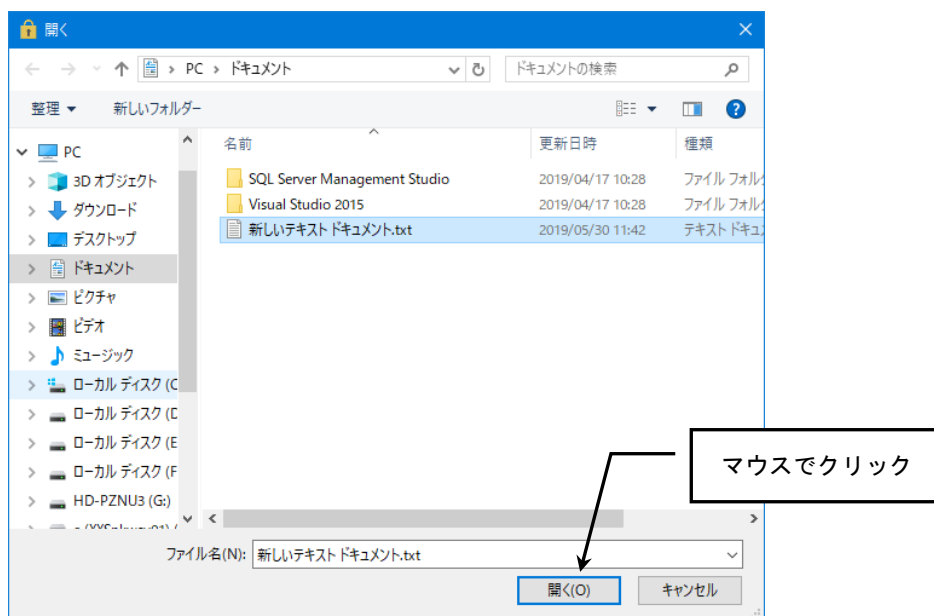 開く
PC › ドキュメント
ドキュメントの検索
整理
新しいフォルダー
名前 更新日時 種類
PC
3D オブジェクト
ダウンロード
デスクトップ
ドキュメント
ピクチャ
ビデオ
ミュージック
ローカル ディスク (C
ローカル ディスク (D
ローカル ディスク (E
ローカル ディスク (F
HD-PZNU3 (G:)
SQL Server Management Studio 2019/04/17 10:28 ファイル フォル
Visual Studio 2015 2019/04/17 10:28 ファイル フォル
新しいテキスト ドキュメント.txt 2019/05/30 11:42 テキスト ドキュ
マウスでクリック
ファイル名(N): 新しいテキスト ドキュメント.txt
開く(O) キャンセル